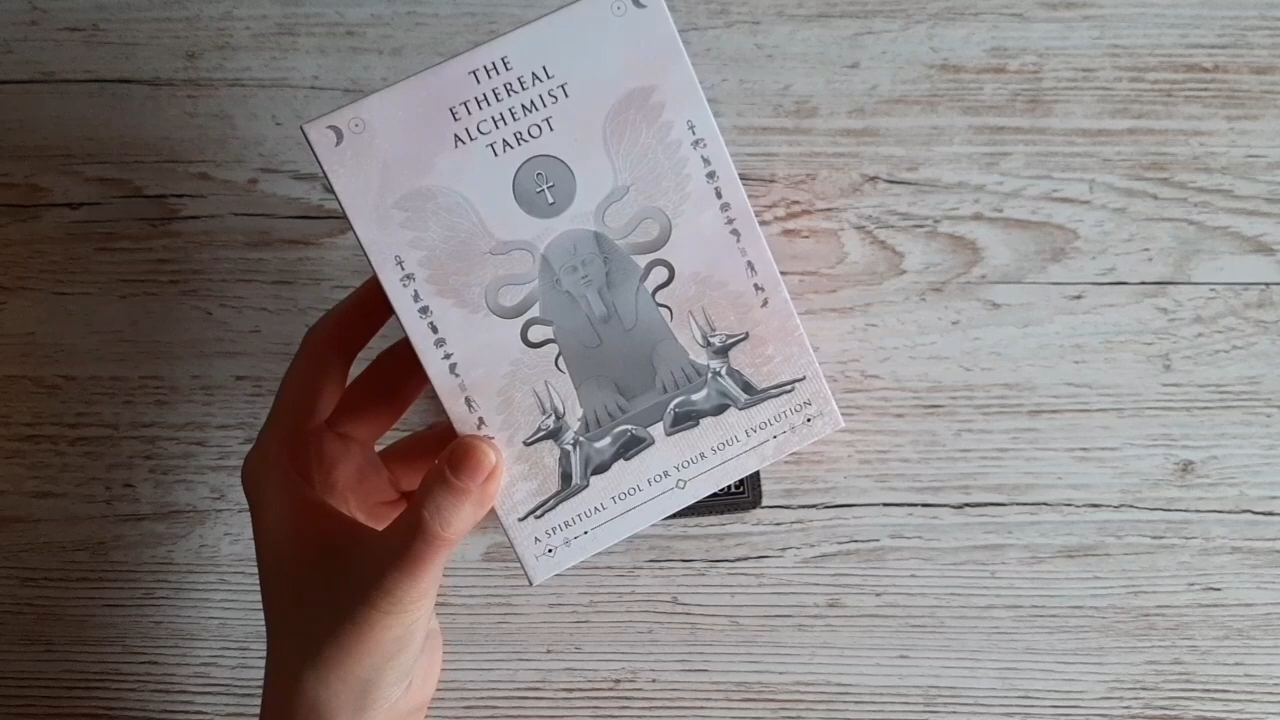 THE
ETHEREAL
ALCHEMIST
TAROT
A SPIRITUAL TOOL FOR YOUR SOUL EVOLUTION